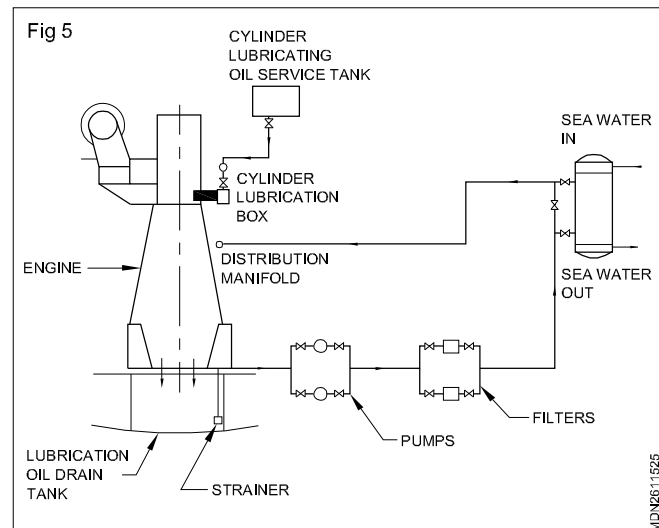 Fig 5
CYLINDER
LUBRICATING
OIL SERVICE TANK
SEA WATER
IN
CYLINDER
LUBRICATION
BOX
ENGINE
DISTRIBUTION
MANIFOLD
SEA WATER
OUT
FILTERS
PUMPS
LUBRICATION
OIL DRAIN
TANK
STRAINER
MDN2611525